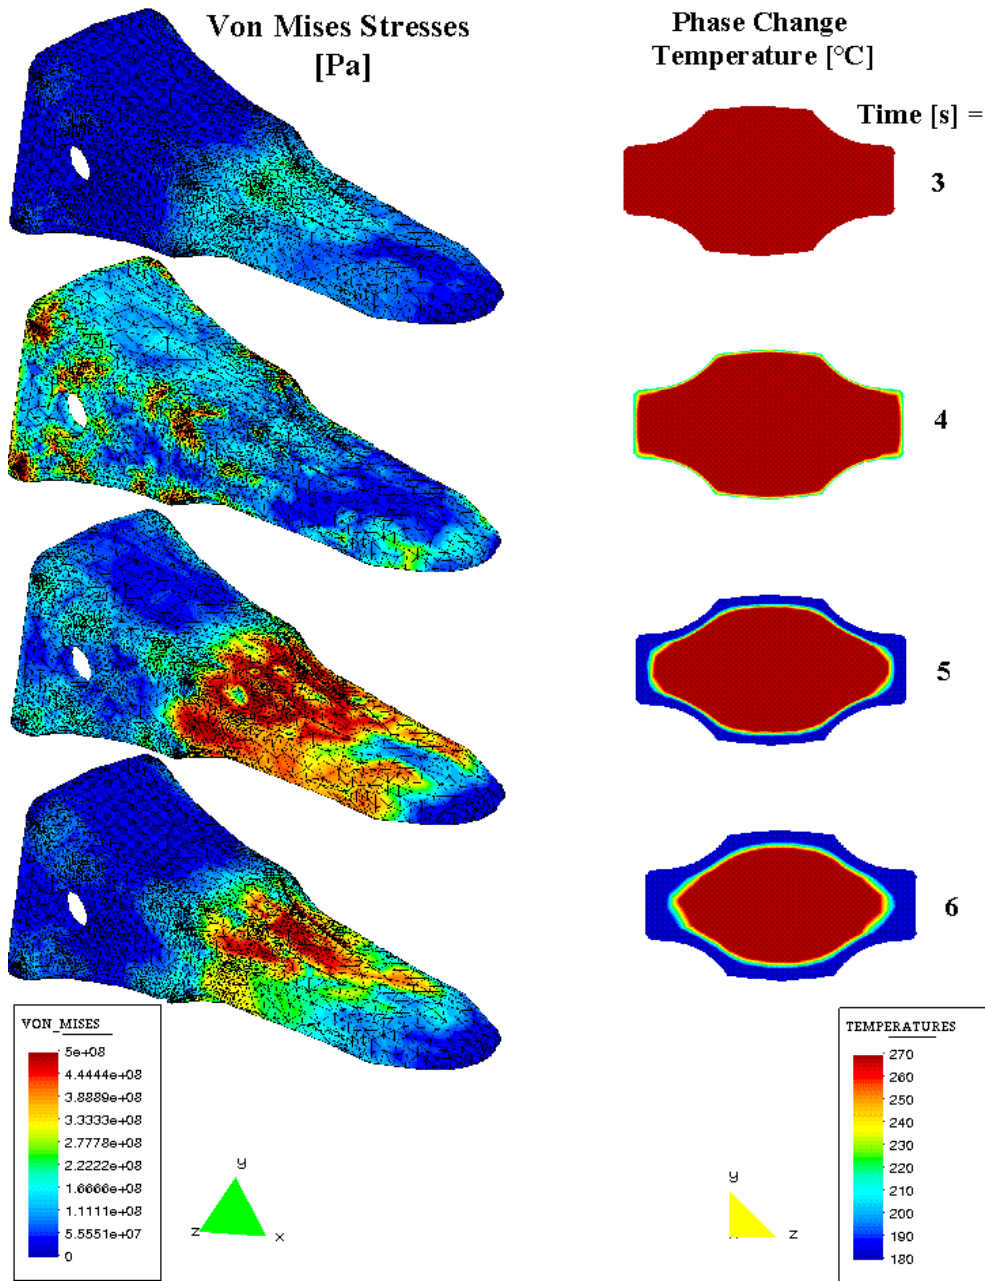 Von Mises Stresses
[Pa]
Phase Change
Temperature [°C]
Time [s] =
3
4
5
6
VON_MISES
5e+08
4.4444e+08
3.8889e+08
3.3333e+08
2.7778e+08
2.2222e+08
1.6666e+08
1.1111e+08
5.5551e+07
0
y
z
x
y
x
z
TEMPERATURES
270
260
250
240
230
220
210
200
190
180